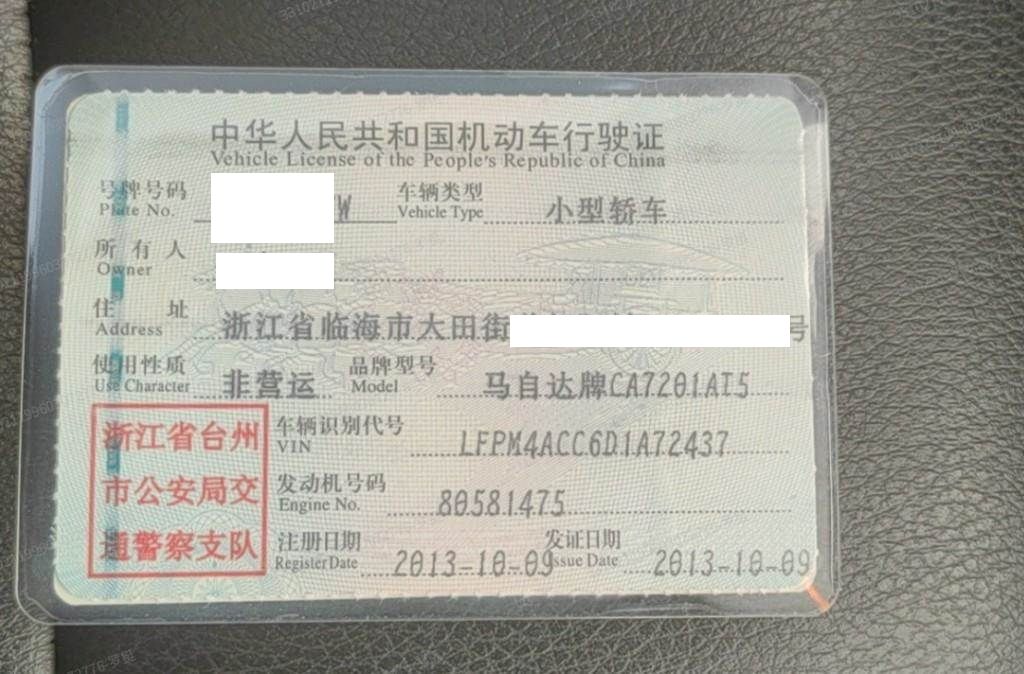 中华人民共和国机动车行驶证
Vehicle License of the People's Republic of China
号牌号码 W 车辆类型 小型轿车
Plate No. Vehicle Type
所有人
Owner
住址 浙江省临海市大田街 号
Address
使用性质 非营运 品牌型号 马自达牌CA7201AT5
Use Character Model
浙江省台州
市公安局交
通警察支队
车辆识别代号 LFPM4ACC6D1A72437
VIN
发动机号码 80581475
Engine No.
注册日期 2013-10-09 发证日期 2013-10-09
Register Date Issue Date